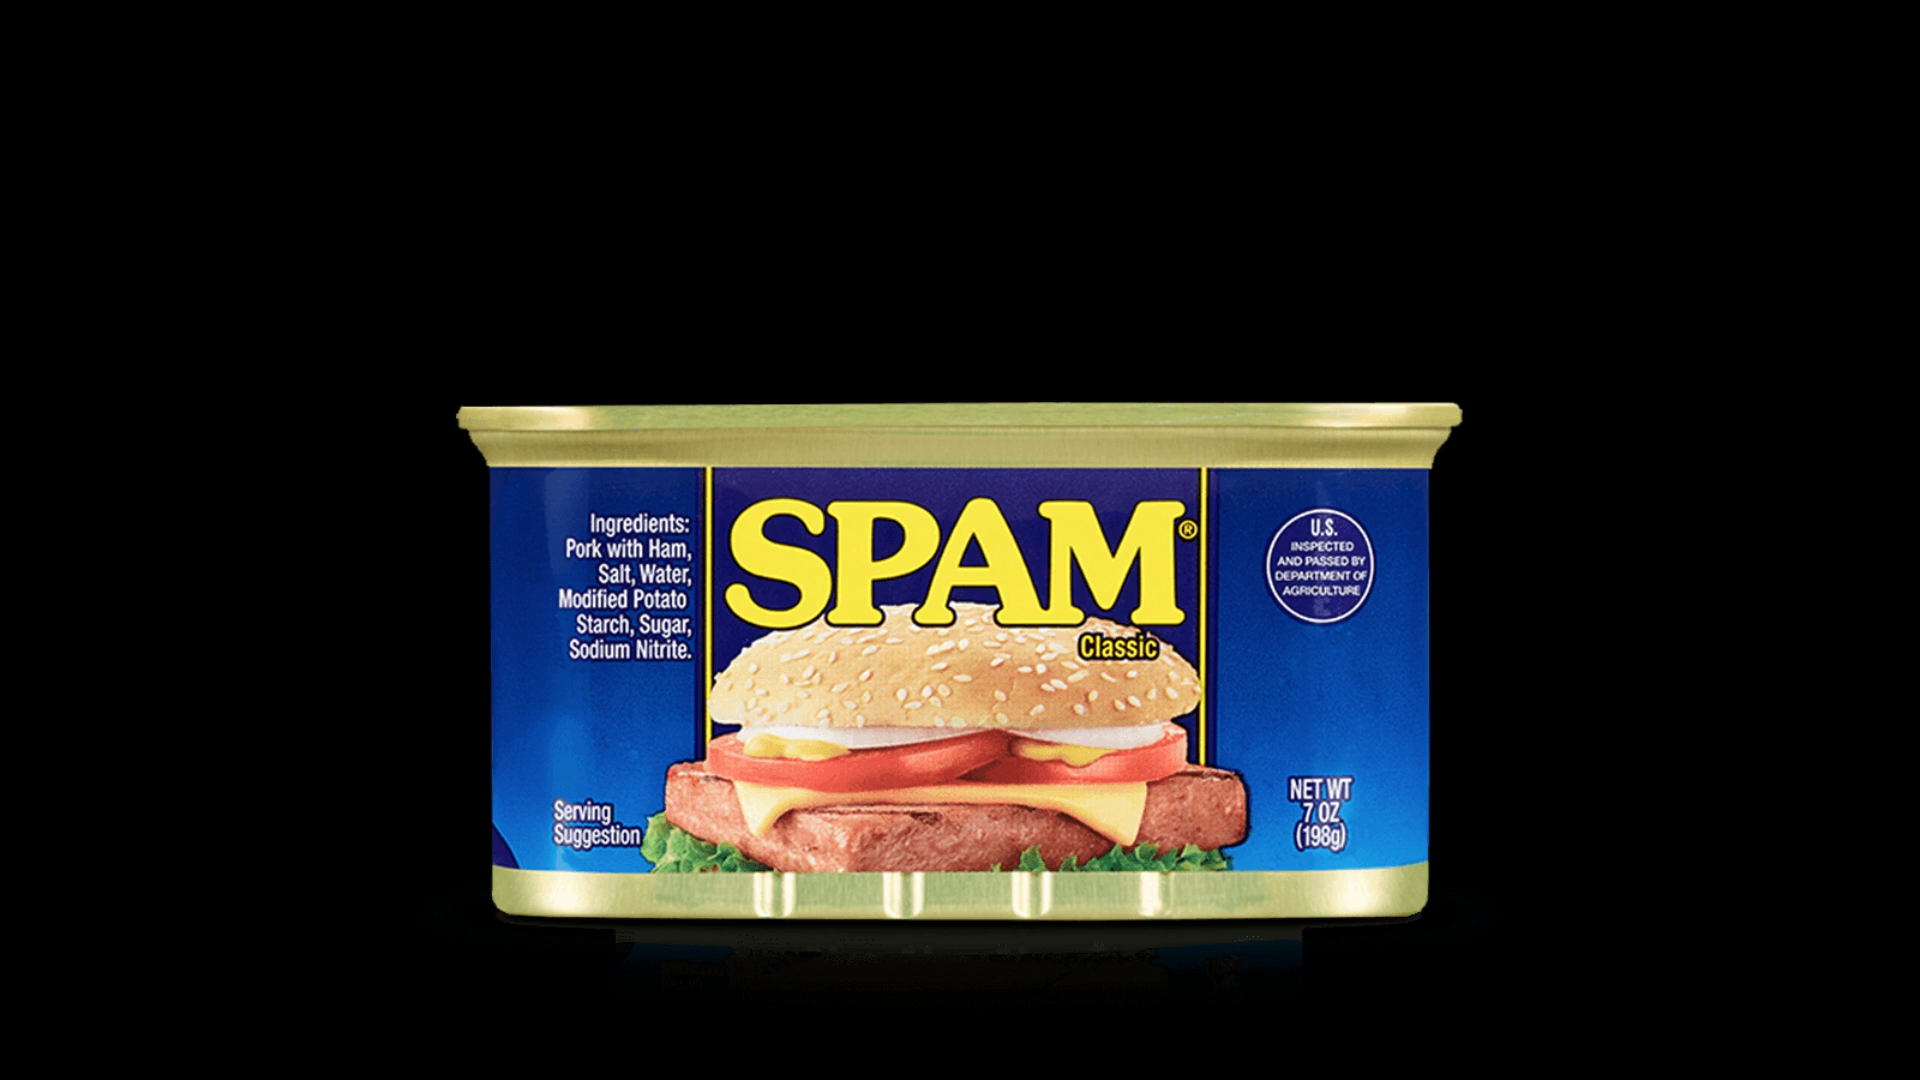 Ingredients:
Pork with Ham,
Salt, Water,
Modified Potato
Starch, Sugar,
Sodium Nitrite.
Serving
Suggestion
SPAM®
Classic
U.S.
INSPECTED
AND PASSED BY
DEPARTMENT OF
AGRICULTURE
NET WT
7 OZ
(198g)